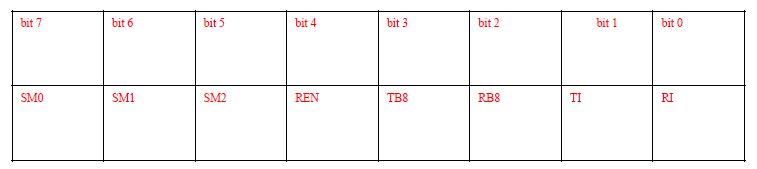 bit 7 bit 6 bit 5 bit 4 bit 3 bit 2 bit 1 bit 0
SM0 SM1 SM2 REN TB8 RB8 TI RI